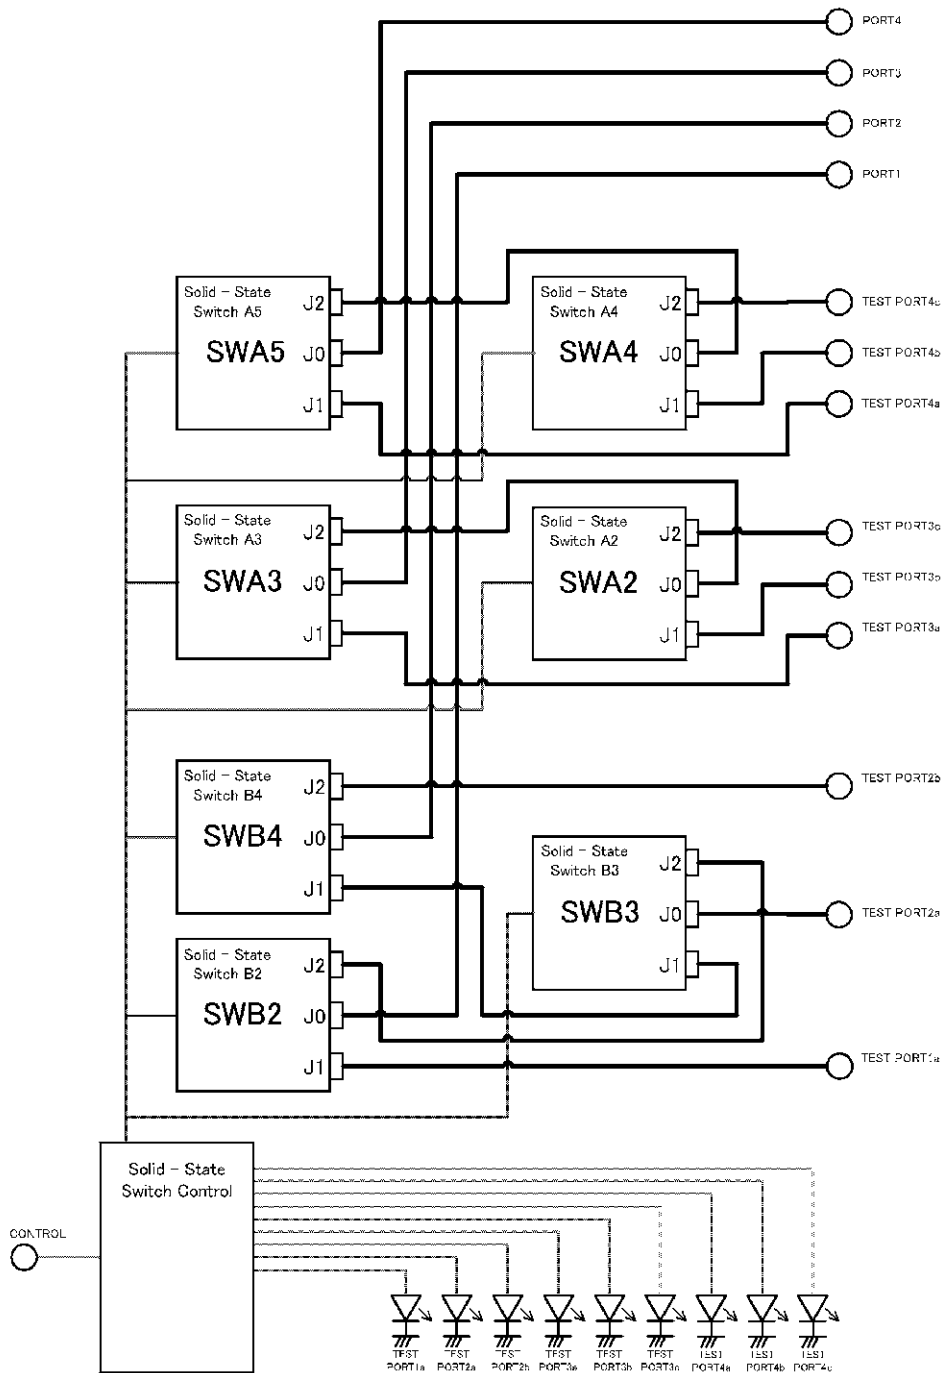 PORT4
PORT3
PORT2
PORT1
Solid - State
Switch A5
SWA5
J2
J0
J1
Solid - State
Switch A4
SWA4
J2
J0
J1
TEST PORT4c
TEST PORT4b
TEST PORT4a
Solid - State
Switch A3
SWA3
J2
J0
J1
Solid - State
Switch A2
SWA2
J2
J0
J1
TEST PORT3c
TEST PORT3b
TEST PORT3a
Solid - State
Switch B4
SWB4
J2
J0
J1
TEST PORT2b
Solid - State
Switch B3
SWB3
J2
J0
J1
TEST PORT2a
Solid - State
Switch B2
SWB2
J2
J0
J1
TEST PORT1a
Solid - State
Switch Control
CONTROL
TEST
PORT1a
TEST
PORT2a
TEST
PORT2b
TEST
PORT3a
TEST
PORT3b
TEST
PORT3c
TEST
PORT4a
TEST
PORT4b
TEST
PORT4c